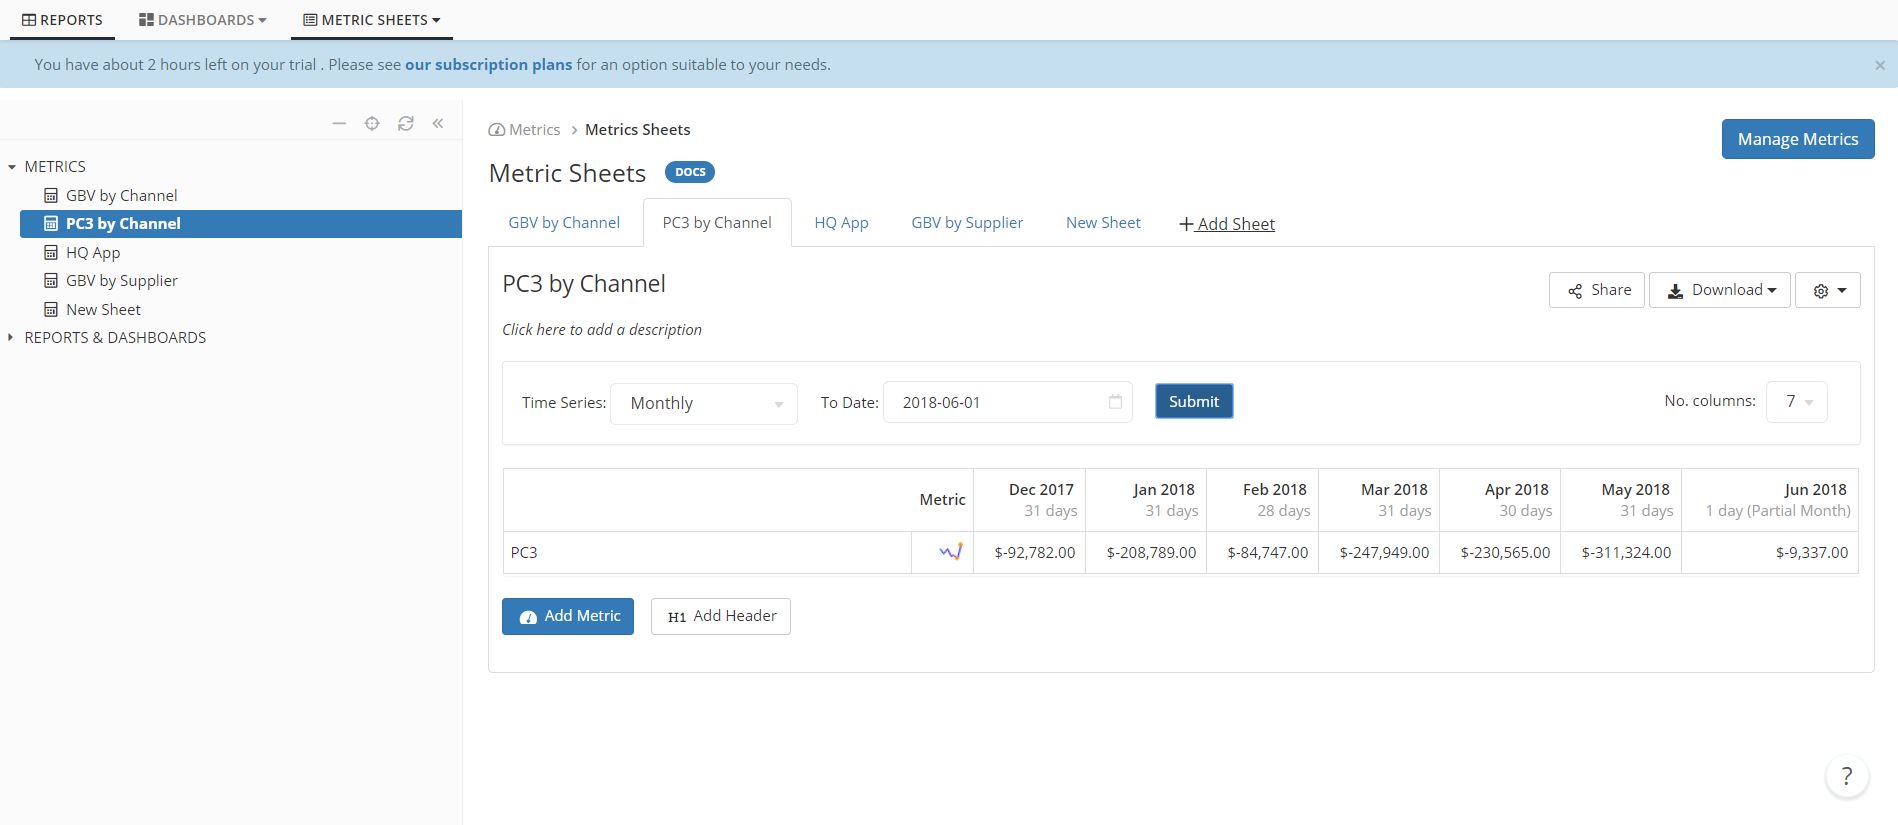 REPORTS DASHBOARDS METRIC SHEETS
You have about 2 hours left on your trial . Please see our subscription plans for an option suitable to your needs. ×
METRICS
GBV by Channel
PC3 by Channel
HQ App
GBV by Supplier
New Sheet
REPORTS & DASHBOARDS
Metrics > Metrics Sheets
Manage Metrics
Metric Sheets DOCS
GBV by Channel PC3 by Channel HQ App GBV by Supplier New Sheet + Add Sheet
PC3 by Channel
Share Download
Click here to add a description
Time Series: Monthly To Date: 2018-06-01 Submit No. columns: 7
Metric Dec 2017 Jan 2018 Feb 2018 Mar 2018 Apr 2018 May 2018 Jun 2018
31 days 31 days 28 days 31 days 30 days 31 days 1 day (Partial Month)
PC3 $-92,782.00 $-208,789.00 $-84,747.00 $-247,949.00 $-230,565.00 $-311,324.00 $-9,337.00
Add Metric H1 Add Header
?